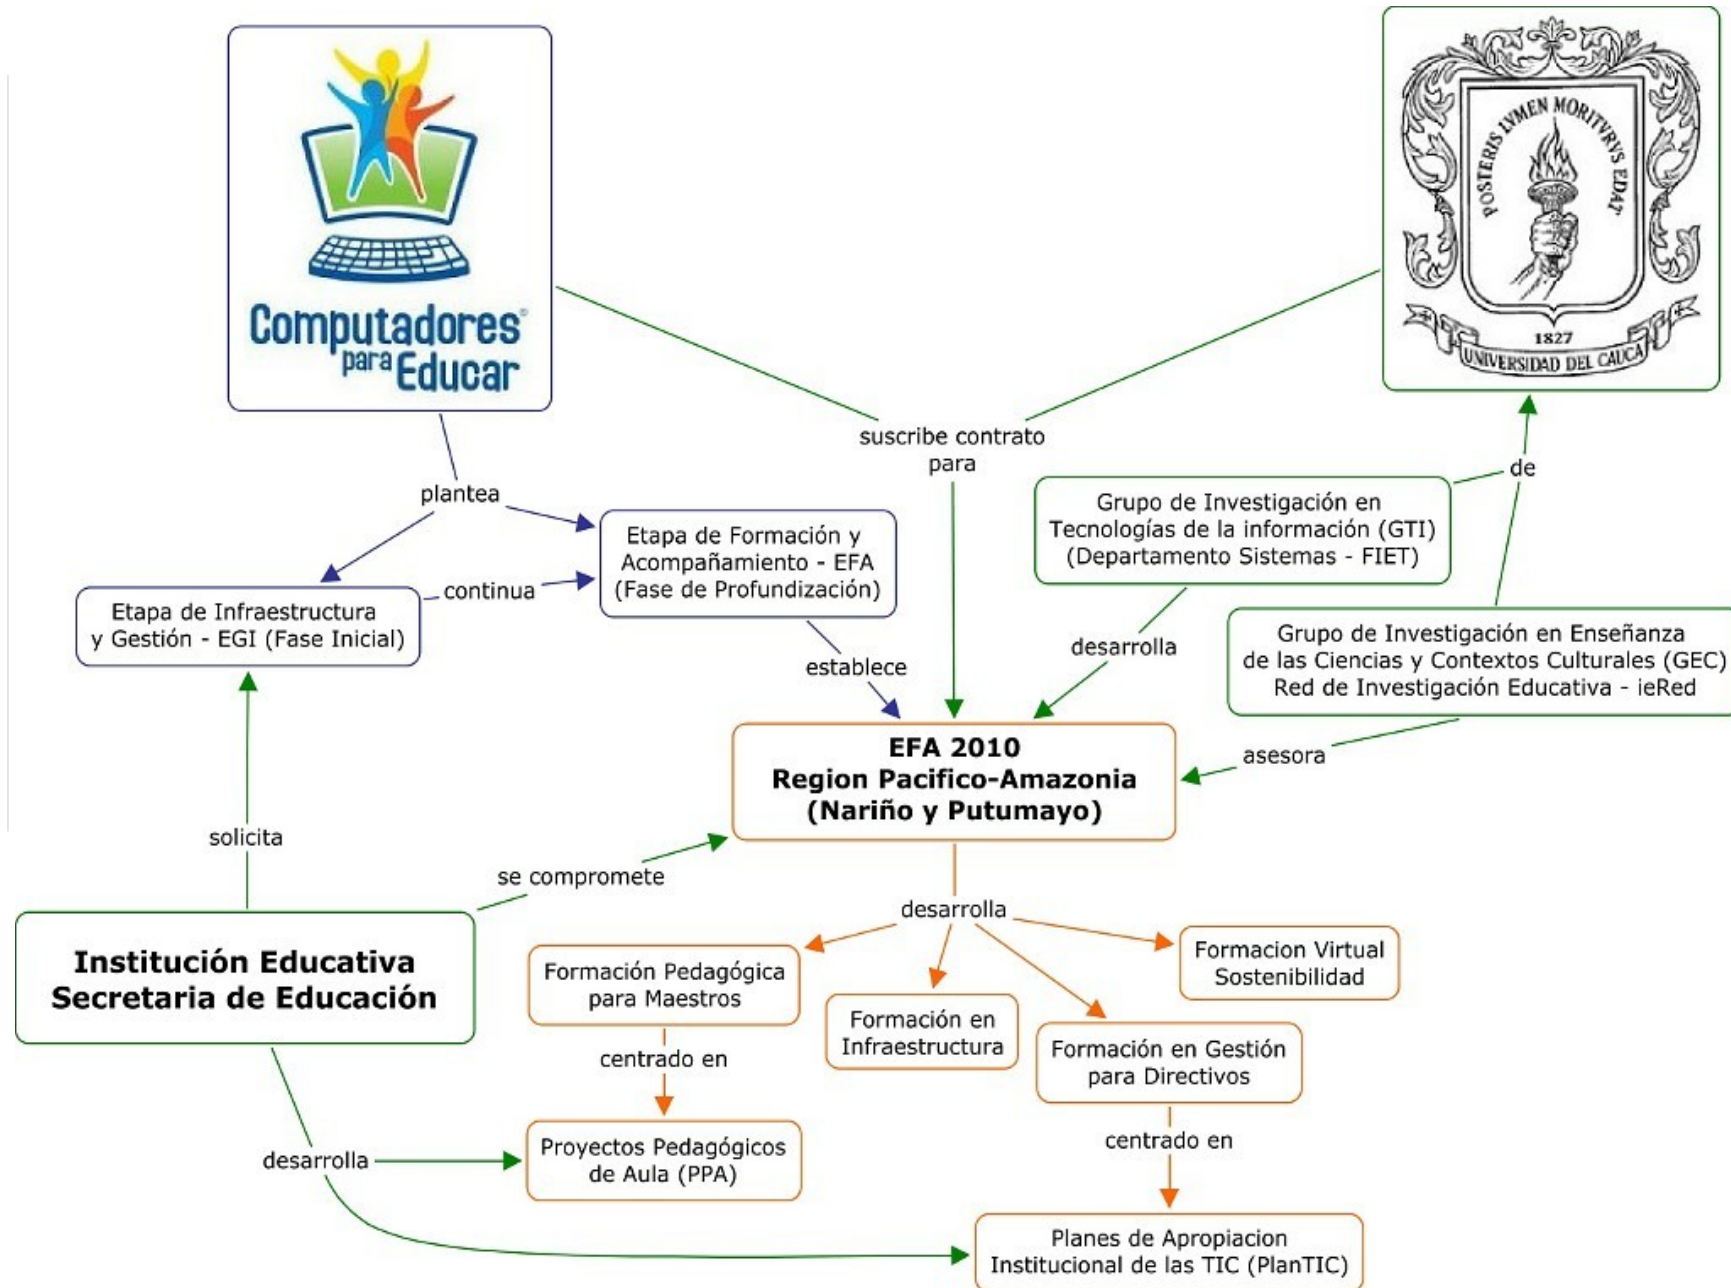 Computadores
para
Educar
POSTERIS LVMEN MORITVRVS EDAT
1827
UNIVERSIDAD DEL CAUCA
suscribe contrato
para
plantea
de
Grupo de Investigación en
Tecnologías de la información (GTI)
(Departamento Sistemas - FIET)
Etapa de Formación y
Acompañamiento - EFA
(Fase de Profundización)
continua
Etapa de Infraestructura
y Gestión - EGI (Fase Inicial)
Grupo de Investigación en Enseñanza
de las Ciencias y Contextos Culturales (GEC)
Red de Investigación Educativa - ieRed
desarrolla
establece
asesora
EFA 2010
Region Pacifico-Amazonia
(Nariño y Putumayo)
solicita
se compromete
Institución Educativa
Secretaria de Educación
desarrolla
Formación Pedagógica
para Maestros
Formación en
Infraestructura
Formación en Gestión
para Directivos
Formacion Virtual
Sostenibilidad
centrado en
centrado en
desarrolla
Proyectos Pedagógicos
de Aula (PPA)
Planes de Apropiacion
Institucional de las TIC (PlanTIC)